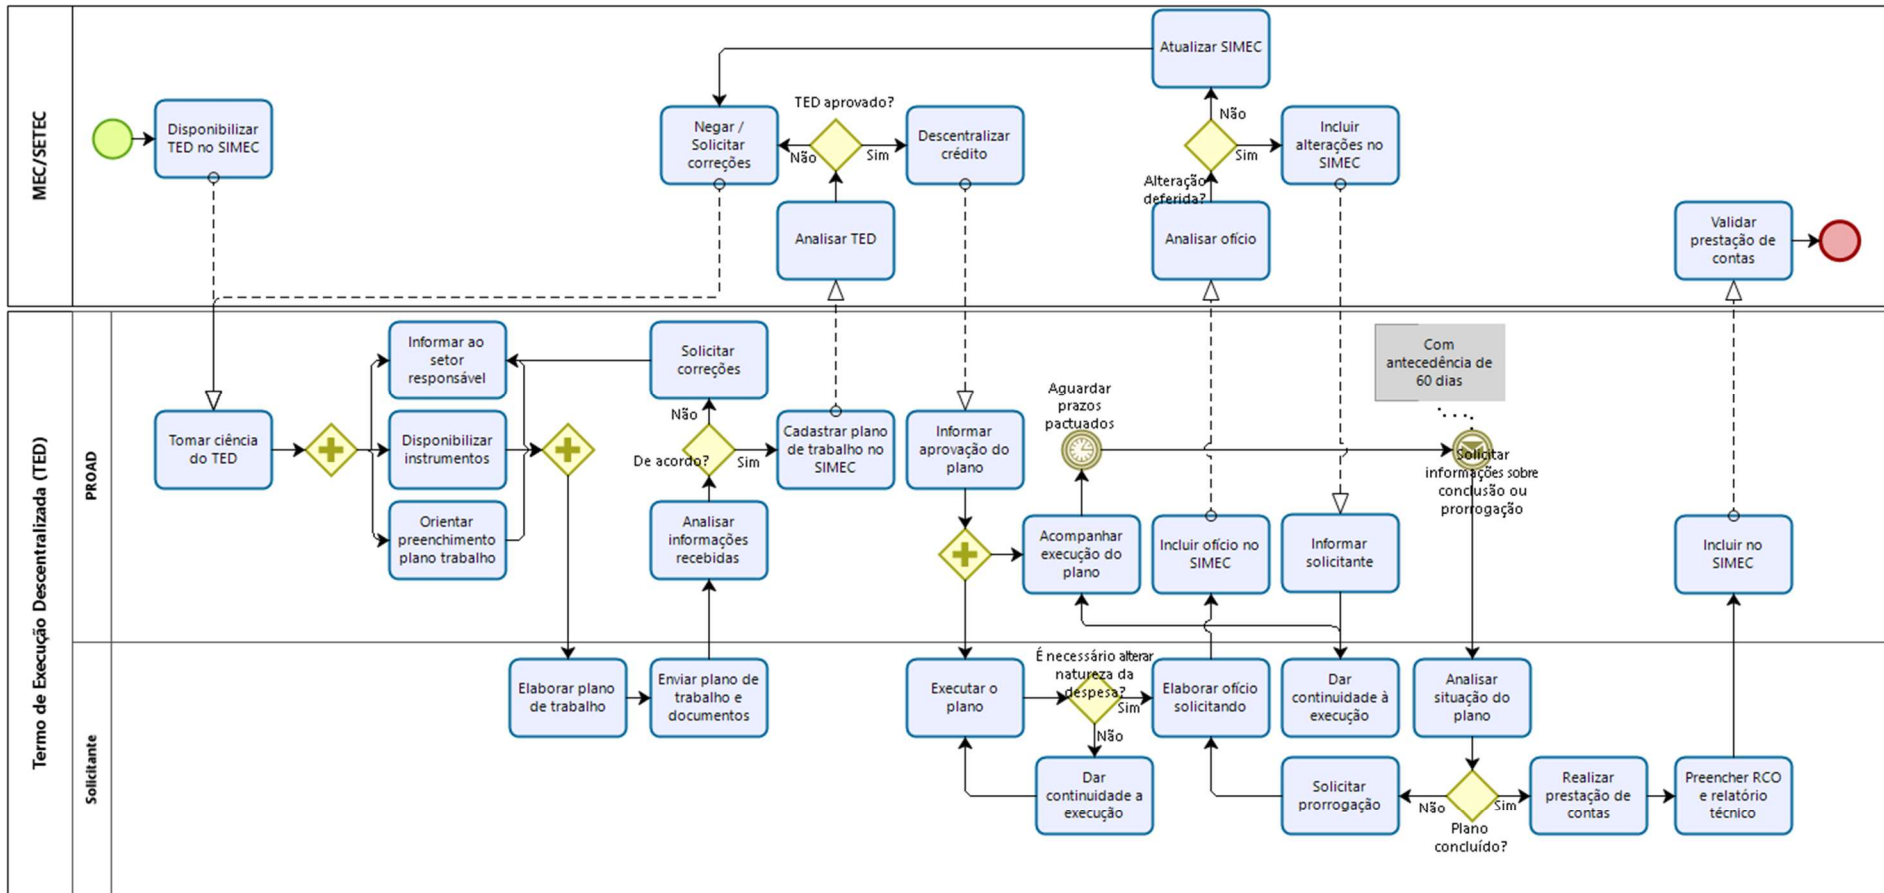 MEC/SETEC
Disponibilizar
TED no SIMEC
Negar /
Solicitar
correções
TED aprovado?
Não
Sim
Descentralizar
crédito
Analisar TED
Atualizar SIMEC
Não
Sim
Alteração
deferida?
Incluir
alterações no
SIMEC
Analisar ofício
Validar
prestação de
contas
Termo de Execução Descentralizada (TED)
PROAD
Tomar ciência
do TED
Informar ao
setor
responsável
Disponibilizar
instrumentos
Orientar
preenchimento
plano trabalho
Solicitar
correções
Não
De acordo?
Sim
Analisar
informações
recebidas
Cadastrar plano
de trabalho no
SIMEC
Informar
aprovação do
plano
Aguardar
prazos
pactuados
Acompanhar
execução do
plano
Incluir ofício no
SIMEC
Informar
solicitante
Com
antecedência de
60 dias
Solicitar
informações sobre
conclusão ou
prorrogação
Incluir no
SIMEC
Solicitante
Elaborar plano
de trabalho
Enviar plano de
trabalho e
documentos
Executar o
plano
É necessário alterar
natureza da
despesa?
Sim
Não
Dar
continuidade a
execução
Elaborar ofício
solicitando
Dar
continuidade à
execução
Analisar
situação do
plano
Solicitar
prorrogação
Não
Sim
Plano
concluído?
Realizar
prestação de
contas
Preencher RCO
e relatório
técnico